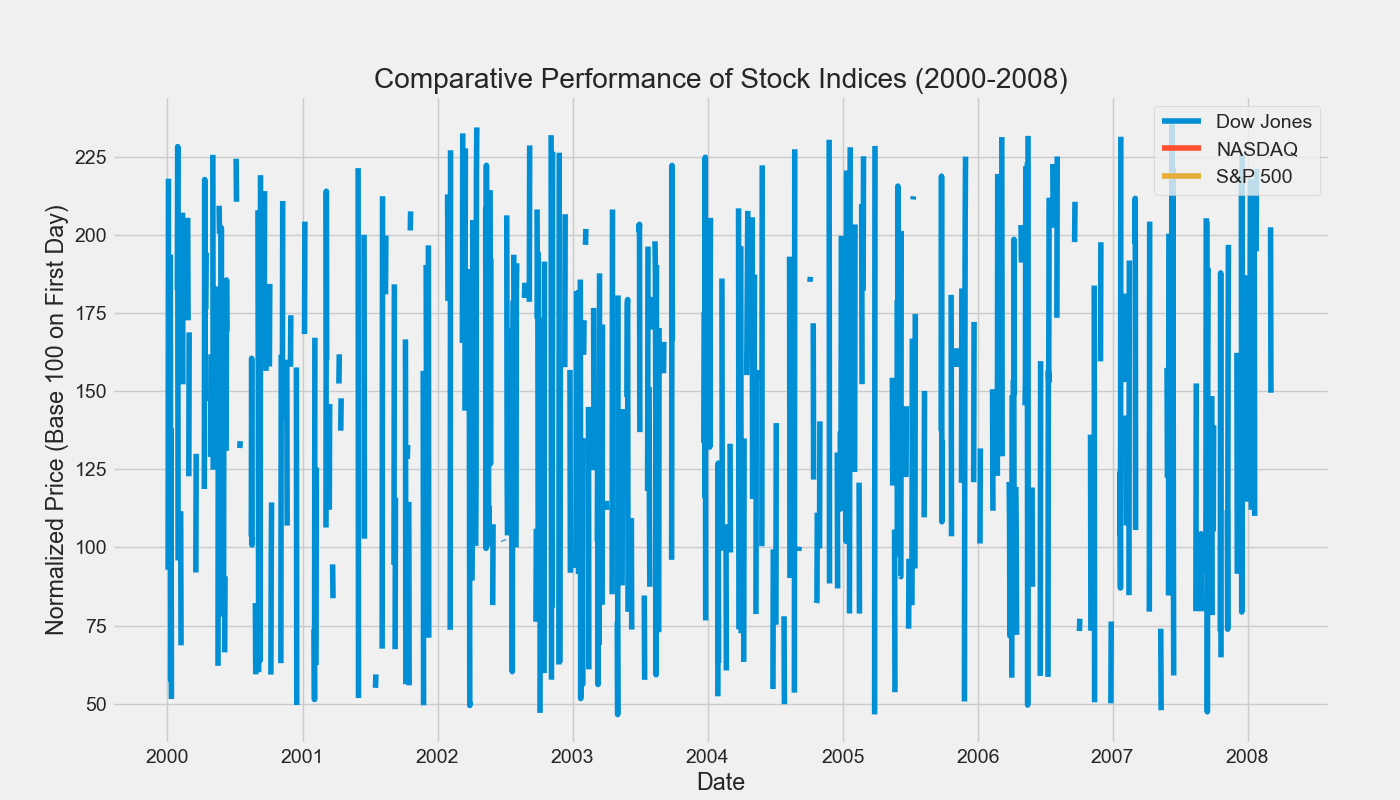 Comparative Performance of Stock Indices (2000-2008)
Dow Jones
NASDAQ
S&P 500
Normalized Price (Base 100 on First Day)
225
200
175
150
125
100
75
50
2000 2001 2002 2003 2004 2005 2006 2007 2008
Date